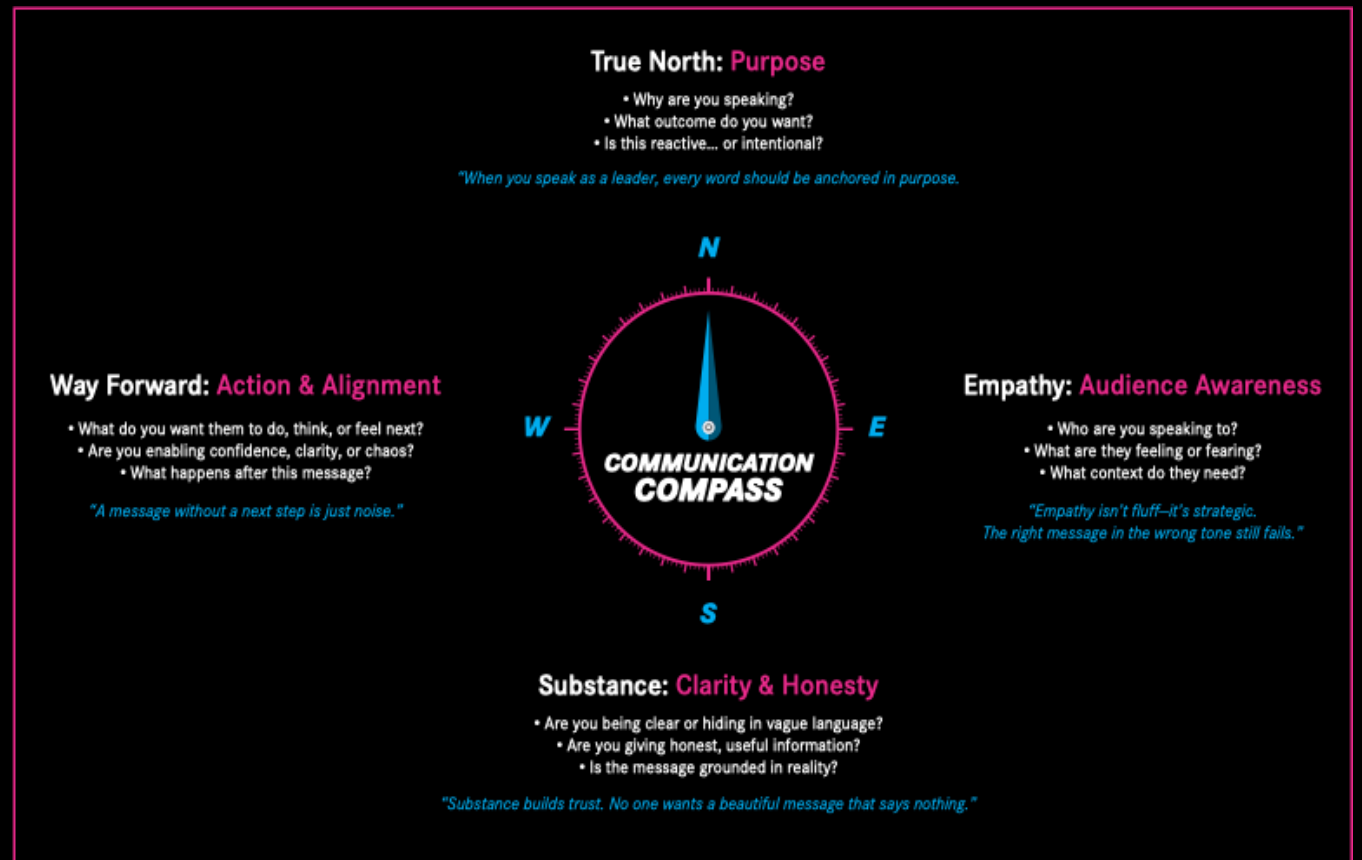 True North: Purpose
• Why are you speaking?
• What outcome do you want?
• Is this reactive... or intentional?
"When you speak as a leader, every word should be anchored in purpose.
N
Way Forward: Action & Alignment
• What do you want them to do, think, or feel next?
• Are you enabling confidence, clarity, or chaos?
• What happens after this message?
"A message without a next step is just noise."
W
COMMUNICATION
COMPASS
E
Empathy: Audience Awareness
• Who are you speaking to?
• What are they feeling or fearing?
• What context do they need?
"Empathy isn't fluff—it's strategic.
The right message in the wrong tone still fails."
S
Substance: Clarity & Honesty
• Are you being clear or hiding in vague language?
• Are you giving honest, useful information?
• Is the message grounded in reality?
"Substance builds trust. No one wants a beautiful message that says nothing."